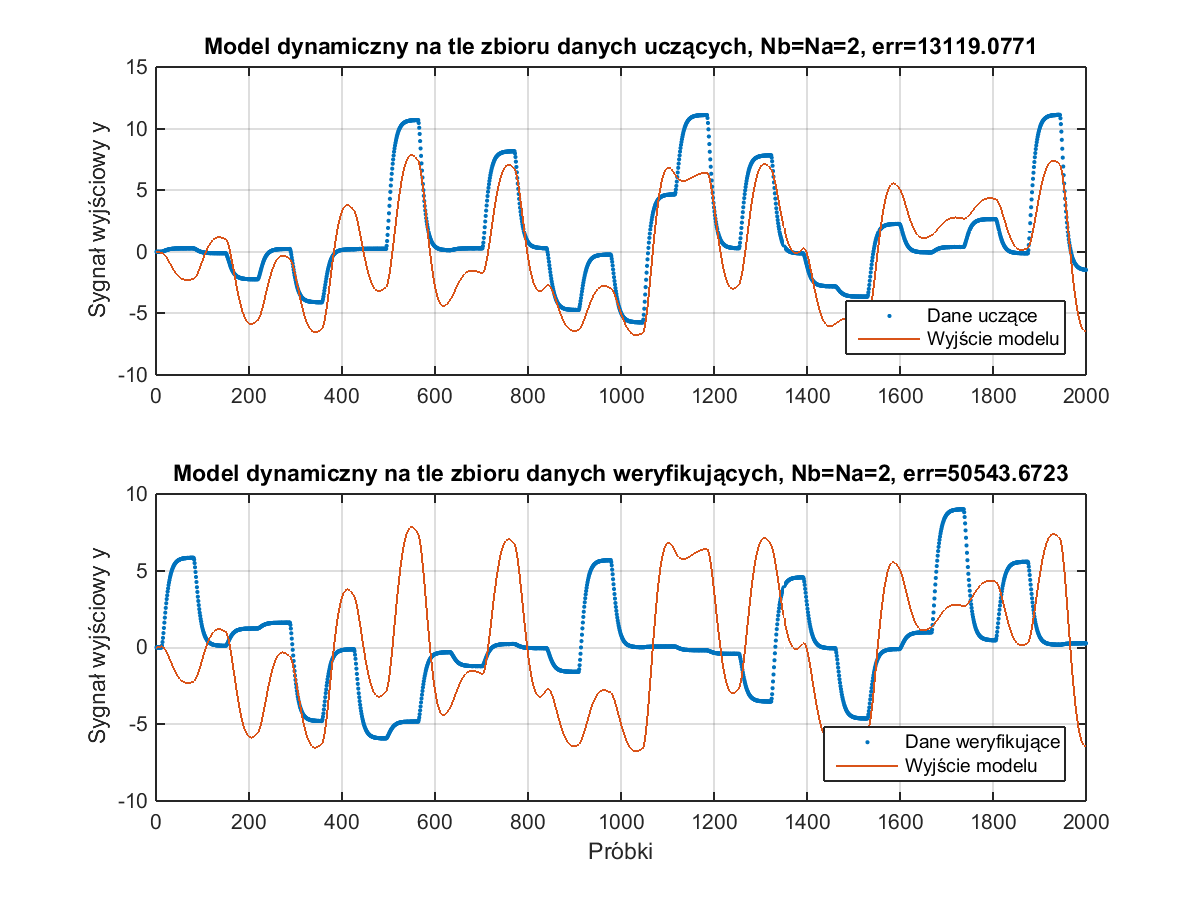 Model dynamiczny na tle zbioru danych uczących, Nb=Na=2, err=13119.0771
15
10
5
0
-5
-10
Sygnał wyjściowy y
0 200 400 600 800 1000 1200 1400 1600 1800 2000
Dane uczące
Wyjście modelu
Model dynamiczny na tle zbioru danych weryfikujących, Nb=Na=2, err=50543.6723
10
5
0
-5
-10
Sygnał wyjściowy y
0 200 400 600 800 1000 1200 1400 1600 1800 2000
Próbki
Dane weryfikujące
Wyjście modelu